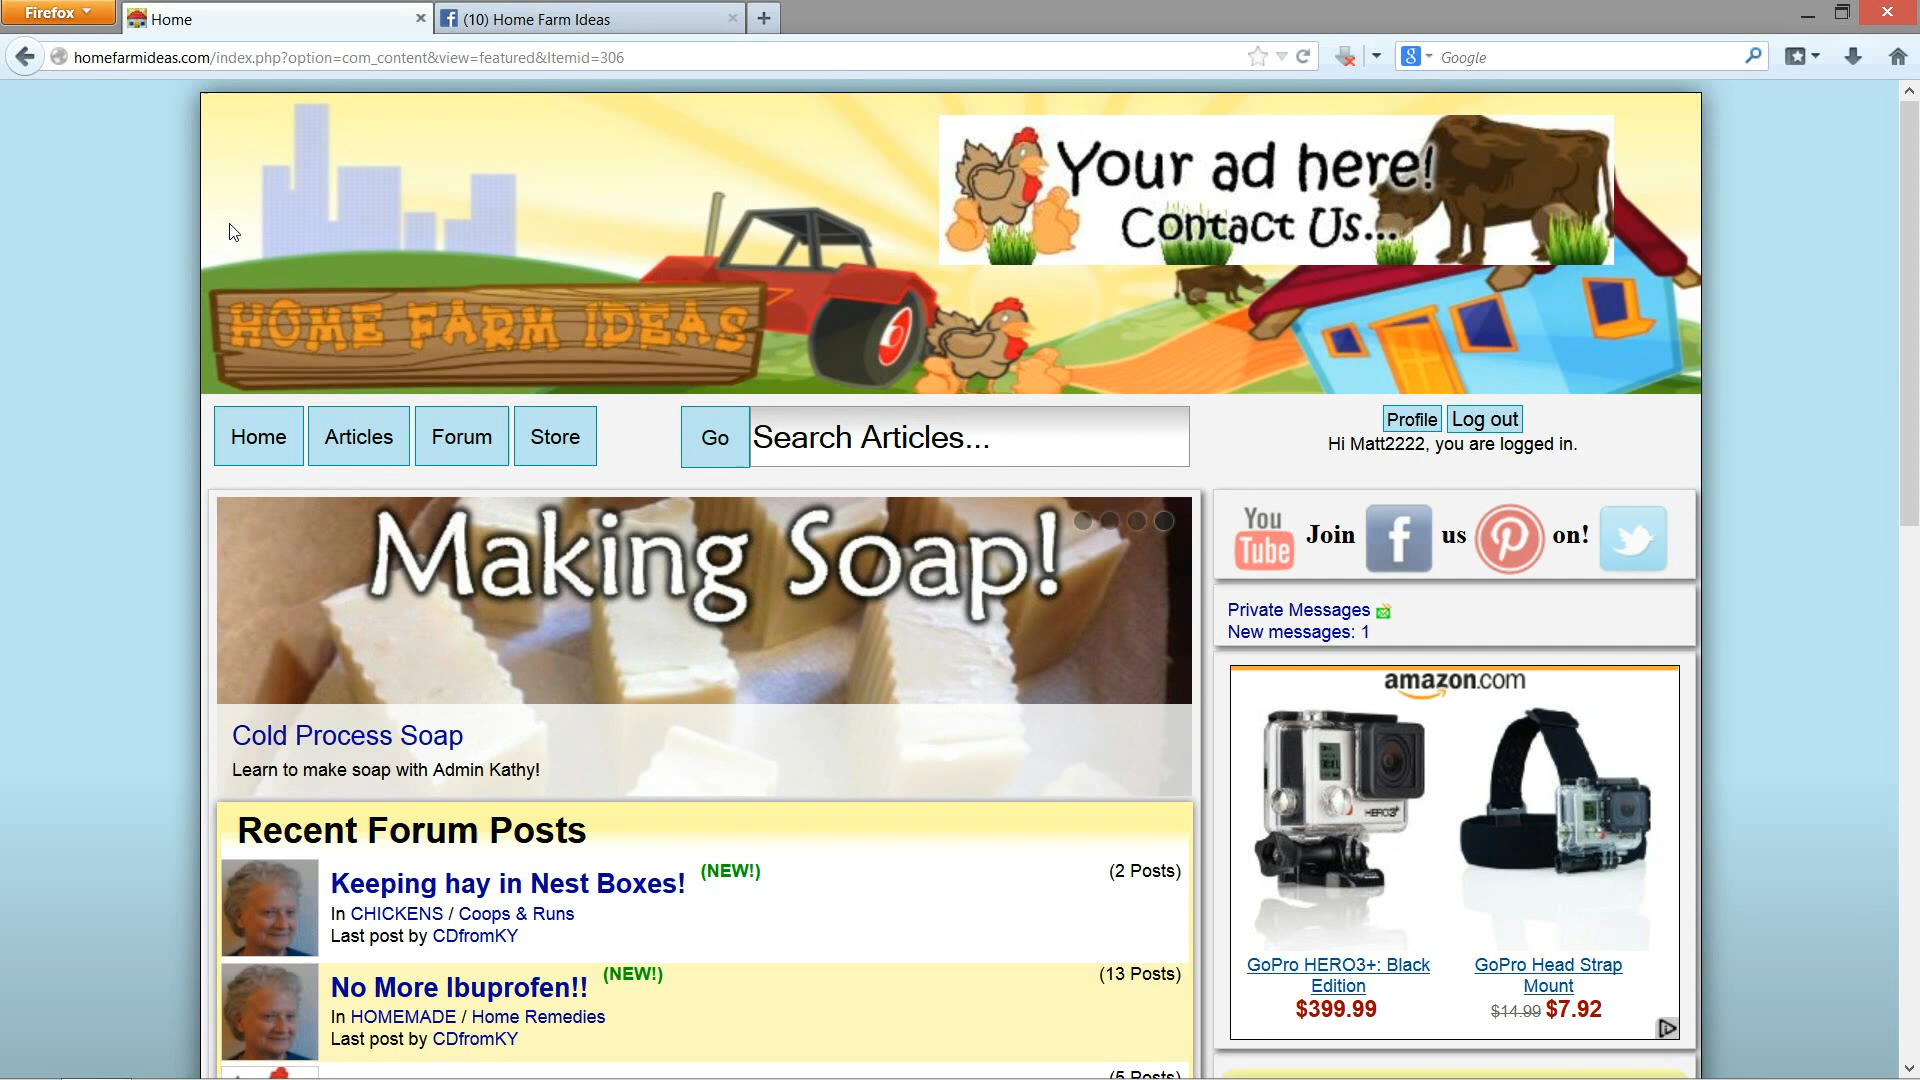 Firefox
Home
(10) Home Farm Ideas
homefarmideas.com/index.php?option=com_content&view=featured&Itemid=306
Google
Your ad here!
Contact Us...
HOME FARM IDEAS
Home
Articles
Forum
Store
Go
Search Articles...
Profile
Log out
Hi Matt2222, you are logged in.
Making Soap!
Cold Process Soap
Learn to make soap with Admin Kathy!
You Tube Join f us on!
Private Messages
New messages: 1
amazon.com
HERO3+
GoPro HERO3+: Black
Edition
$399.99
GoPro Head Strap
Mount
$14.99 $7.92
Recent Forum Posts
Keeping hay in Nest Boxes! (NEW!) (2 Posts)
In CHICKENS / Coops & Runs
Last post by CDfromKY
No More Ibuprofen!! (NEW!) (13 Posts)
In HOMEMADE / Home Remedies
Last post by CDfromKY
(5 Posts)